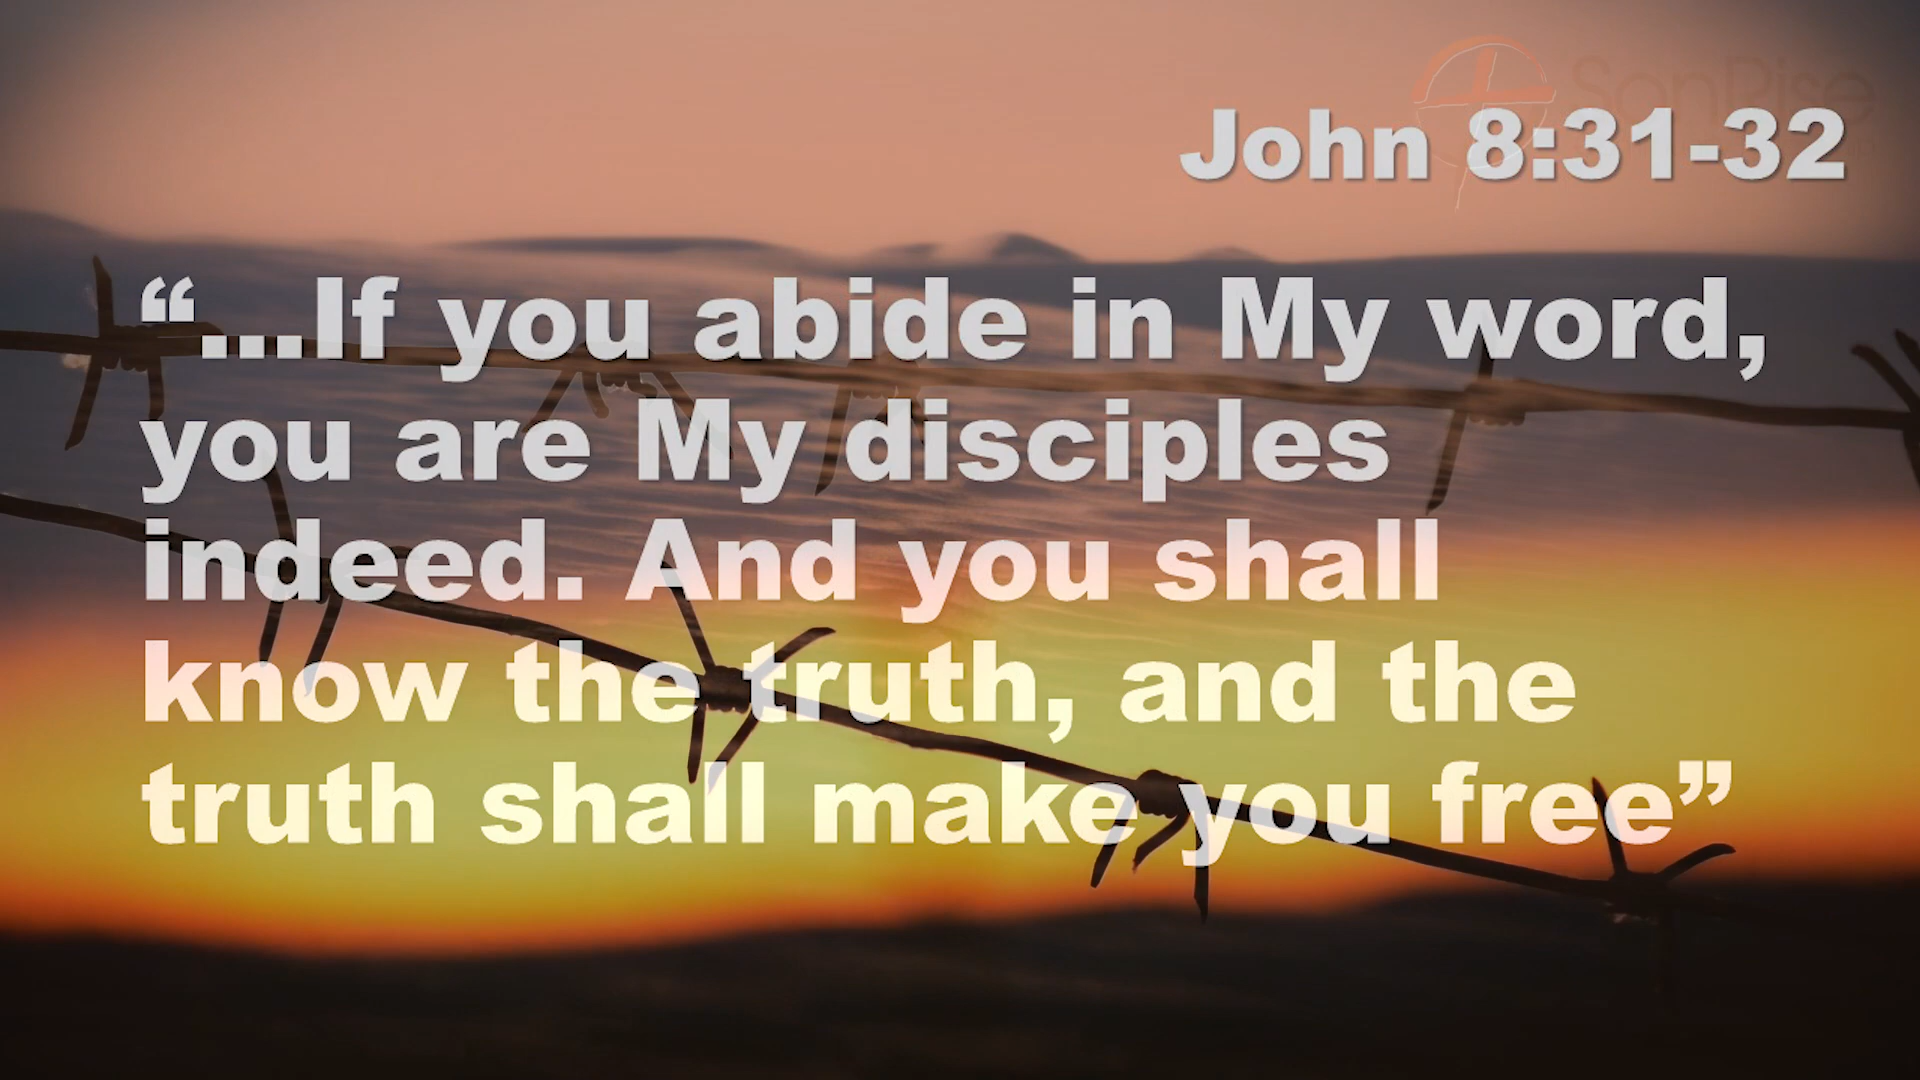 SonRise
John 8:31-32
“...If you abide in My word,
you are My disciples
indeed. And you shall
know the truth, and the
truth shall make you free”